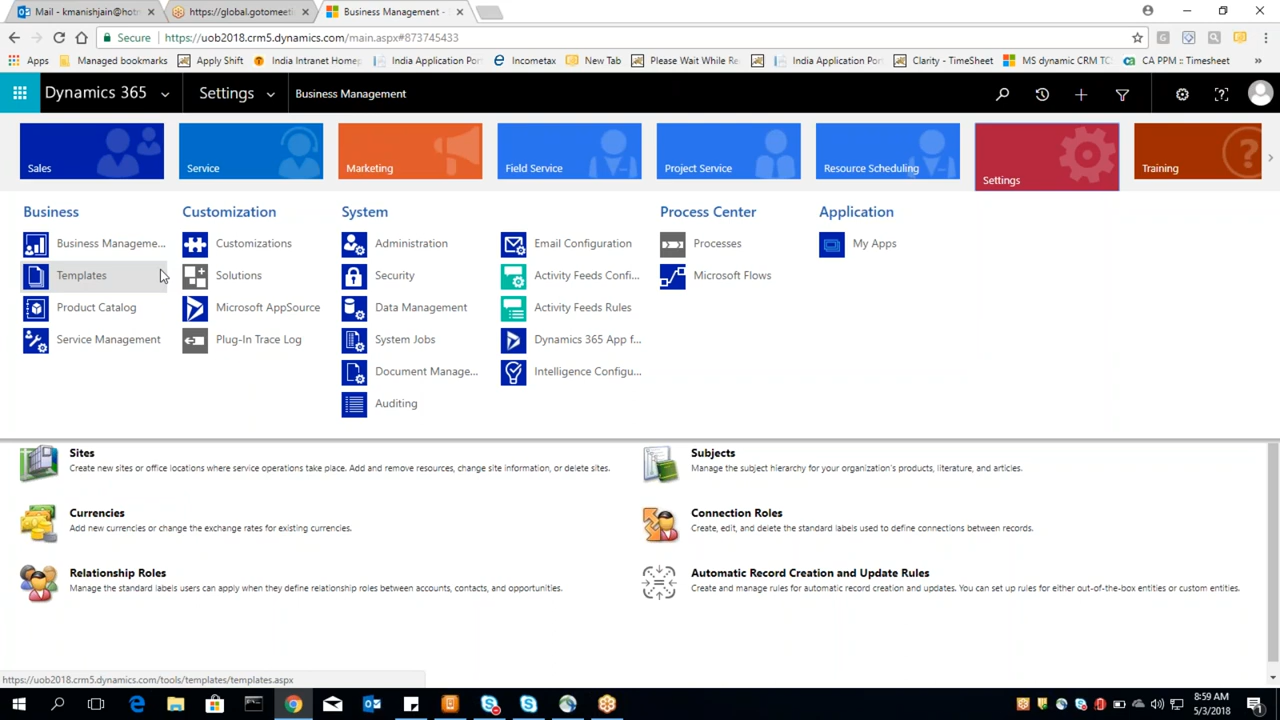 Mail - kmanishjain@hotm
https://global.gotomeeti
Business Management -
Secure
https://uob2018.crm5.dynamics.com/main.aspx#873745433
Apps
Managed bookmarks
Apply Shift
India Intranet Home
India Application Por
Incometax
New Tab
Please Wait While Re
India Application Por
Clarity - TimeSheet
MS dynamic CRM TC
CA PPM :: Timesheet
Dynamics 365
Settings
Business Management
Sales
Service
Marketing
Field Service
Project Service
Resource Scheduling
Settings
Training
Business
Customization
System
Process Center
Application
Business Manageme...
Customizations
Administration
Email Configuration
Processes
My Apps
Templates
Solutions
Security
Activity Feeds Confi...
Microsoft Flows
Product Catalog
Microsoft AppSource
Data Management
Activity Feeds Rules
Service Management
Plug-In Trace Log
System Jobs
Dynamics 365 App f...
Document Manage...
Intelligence Configu...
Auditing
Sites
Create new sites or office locations where service operations take place. Add and remove resources, change site information, or delete sites.
Subjects
Manage the subject hierarchy for your organization's products, literature, and articles.
Currencies
Add new currencies or change the exchange rates for existing currencies.
Connection Roles
Create, edit, and delete the standard labels used to define connections between records.
Relationship Roles
Manage the standard labels users can apply when they define relationship roles between accounts, contacts, and opportunities.
Automatic Record Creation and Update Rules
Create and manage rules for automatic record creation and updates. You can set up rules for either out-of-the-box entities or custom entities.
https://uob2018.crm5.dynamics.com/tools/templates/templates.aspx
8:59 AM
5/3/2018